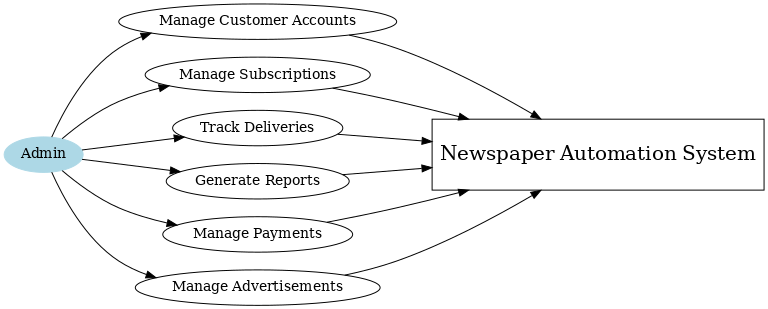 Manage Customer Accounts
Manage Subscriptions
Track Deliveries
Admin
Newspaper Automation System
Generate Reports
Manage Payments
Manage Advertisements